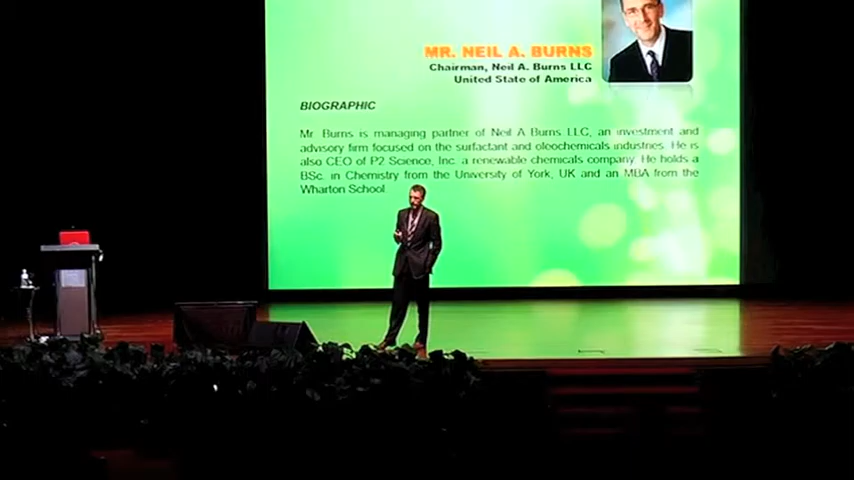 MR. NEIL A. BURNS
Chairman, Neil A. Burns LLC
United State of America
BIOGRAPHIC
Mr. Burns is managing partner of Neil A Burns LLC, an investment and
advisory firm focused on the surfactant and oleochemicals industries. He is
also CEO of P2 Science, Inc. a renewable chemicals company. He holds a
BSc. in Chemistry from the University of York, UK and an MBA from the
Wharton School.